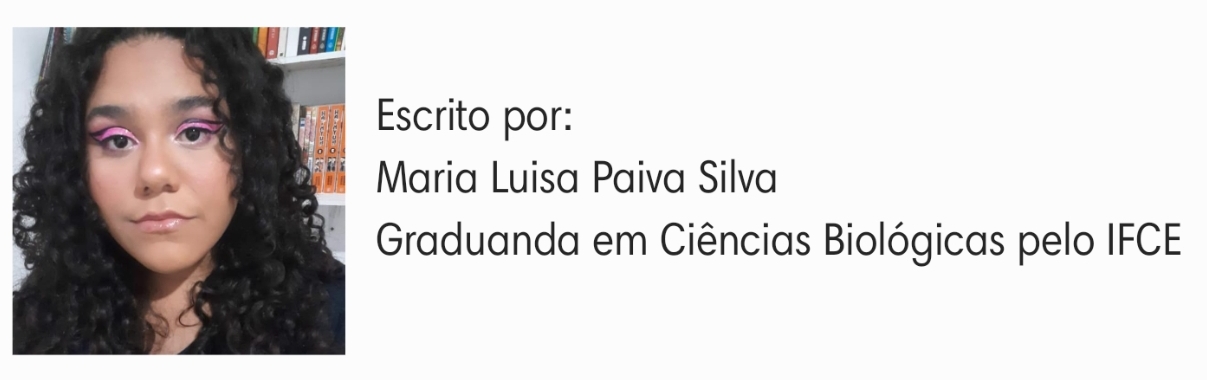 Escrito por:
Maria Luisa Paiva Silva
Graduanda em Ciências Biológicas pelo IFCE